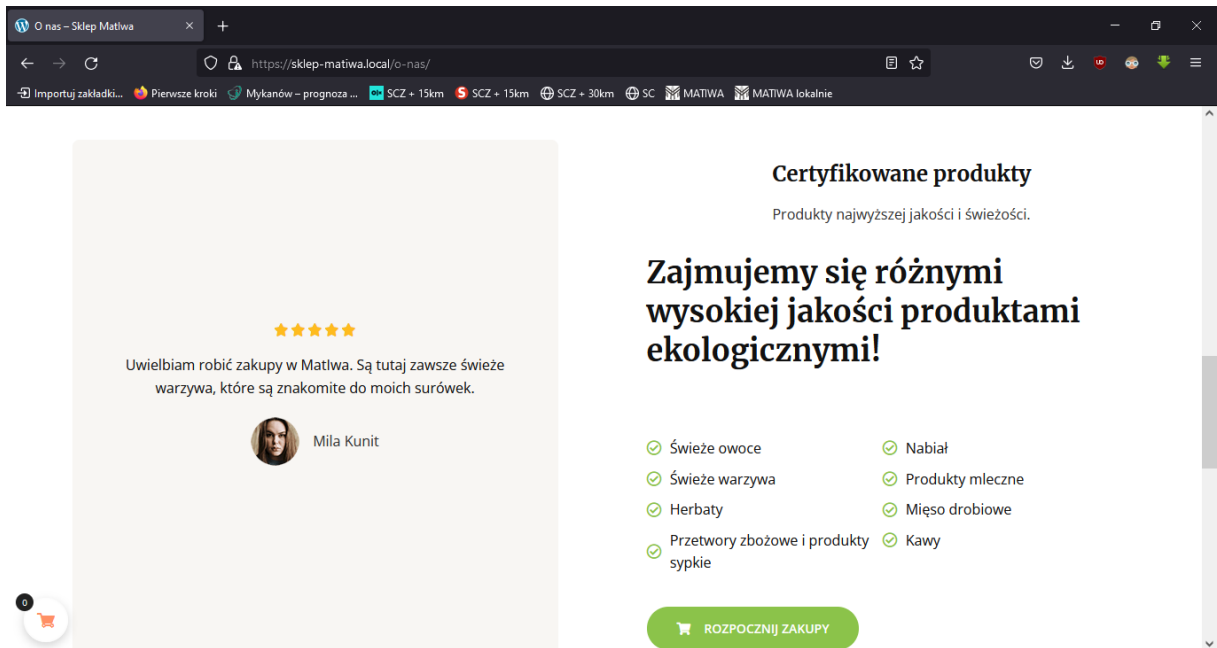 O nas – Sklep MatIwa
https://sklep-matiwa.local/o-nas/
Importuj zakładki...
Pierwsze kroki
Mykanów – prognoza ...
SCZ + 15km
SCZ + 15km
SCZ + 30km
SC
MATIWA
MATIWA lokalnie
Uwielbiam robić zakupy w MatIwa. Są tutaj zawsze świeże
warzywa, które są znakomite do moich surówek.
Mila Kunit
Certyfikowane produkty
Produkty najwyższej jakości i świeżości.
Zajmujemy się różnymi
wysokiej jakości produktami
ekologicznymi!
Świeże owoce
Świeże warzywa
Herbaty
Przetwory zbożowe i produkty
sypkie
Nabiał
Produkty mleczne
Mięso drobiowe
Kawy
ROZPOCZNIJ ZAKUPY
0